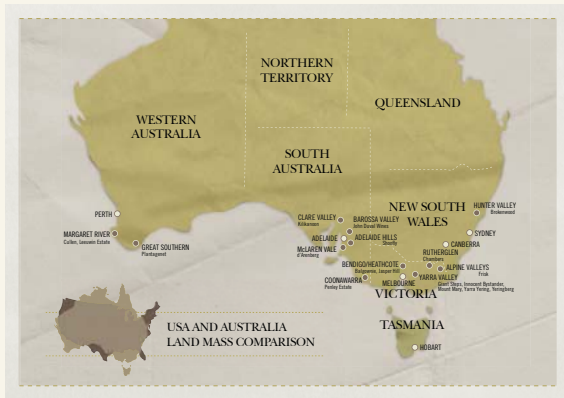 NORTHERN
TERRITORY
QUEENSLAND
WESTERN
AUSTRALIA
SOUTH
AUSTRALIA
NEW SOUTH
WALES
HUNTER VALLEY
Brokenwood
PERTH
CLARE VALLEY
Kilikanoon
BAROSSA VALLEY
John Duval Wines
MARGARET RIVER
Cullen, Leeuwin Estate
SYDNEY
ADELAIDE
ADELAIDE HILLS
GREAT SOUTHERN
Plantagenet
McLAREN VALE
d'Arenberg
CANBERRA
RUTHERGLEN
Chambers
BENDIGO/HEATHCOTE
Balgownie, Jasper Hill
ALPINE VALLEYS
Frisk
COONAWARRA
Penley Estate
MELBOURNE
YARRA VALLEY
Giant Steps, Innocent Bystander,
Mount Mary, Yarra Yering, Yeringberg
VICTORIA
TASMANIA
HOBART
USA AND AUSTRALIA
LAND MASS COMPARISON